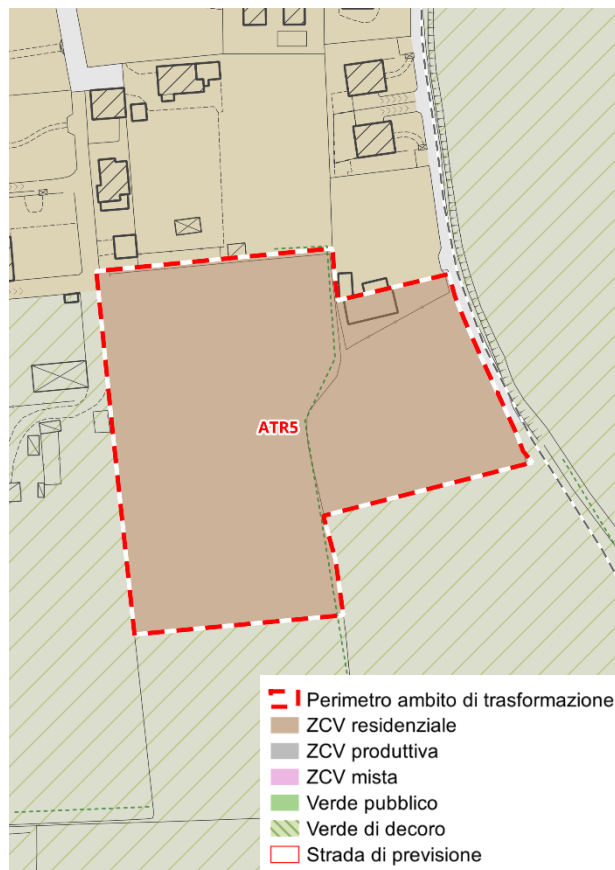 ATR5
Perimetro ambito di trasformazione
ZCV residenziale
ZCV produttiva
ZCV mista
Verde pubblico
Verde di decoro
Strada di previsione